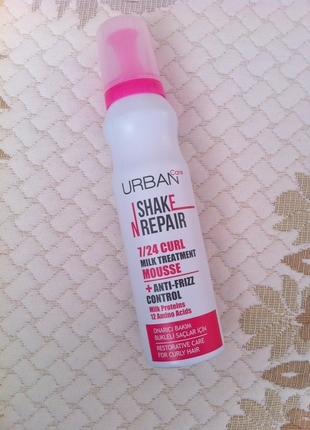 URBAN Care
SHAKE
N REPAIR
7/24 CURL
MILK TREATMENT
MOUSSE
+ ANTI-FRIZZ
CONTROL
Milk Proteins
12 Amino Acids
ONARICI BAKIM
BUKLELİ SAÇLAR İÇİN
RESTORATIVE CARE
FOR CURLY HAIR